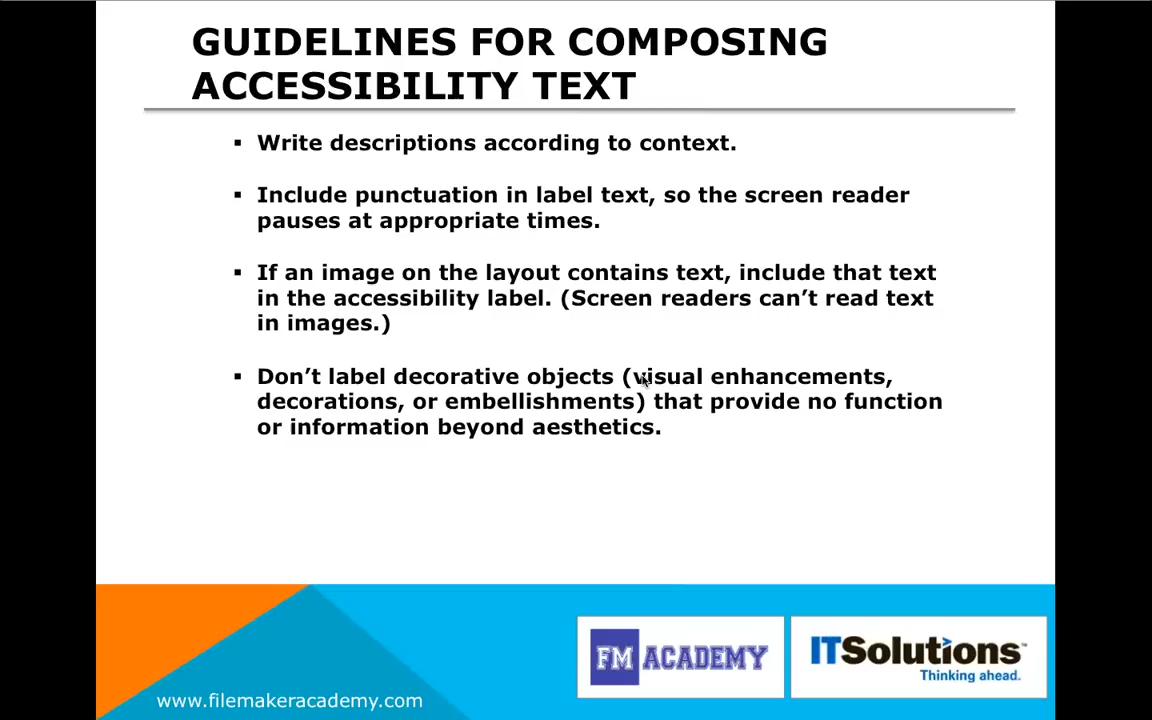 GUIDELINES FOR COMPOSING
ACCESSIBILITY TEXT
▪ Write descriptions according to context.
▪ Include punctuation in label text, so the screen reader
pauses at appropriate times.
▪ If an image on the layout contains text, include that text
in the accessibility label. (Screen readers can’t read text
in images.)
▪ Don’t label decorative objects (visual enhancements,
decorations, or embellishments) that provide no function
or information beyond aesthetics.
FM ACADEMY
ITSolutions™
Thinking ahead.
www.filemakeracademy.com